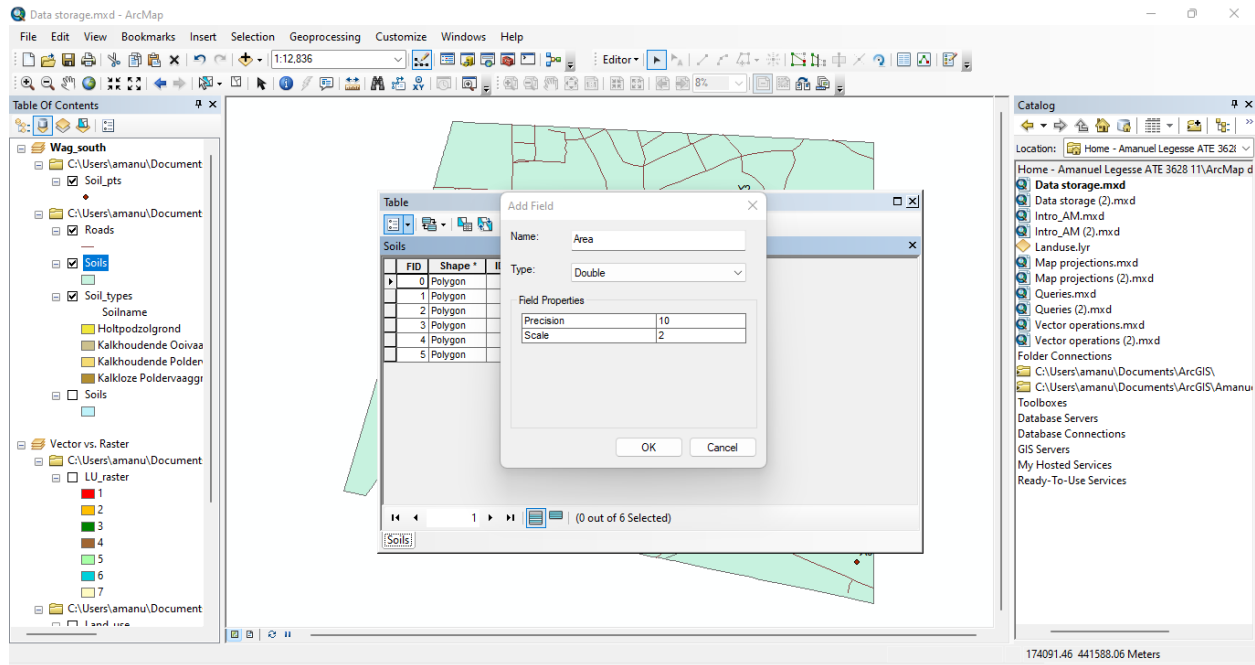 Data storage.mxd - ArcMap
File Edit View Bookmarks Insert Selection Geoprocessing Customize Windows Help
1:12,836
Editor
8%
Table Of Contents
Wag_south
C:\Users\amanu\Document
Soil_pts
C:\Users\amanu\Document
Roads
Soils
Soil_types
Soilname
Holtpodzolgrond
Kalkhoudende Ooivaa
Kalkhoudende Polder
Kalkloze Poldervaaggr
Soils
Vector vs. Raster
C:\Users\amanu\Document
LU_raster
1
2
3
4
5
6
7
C:\Users\amanu\Document
Land_use
Table
Soils
FID Shape *
0 Polygon
1 Polygon
2 Polygon
3 Polygon
4 Polygon
5 Polygon
1
(0 out of 6 Selected)
Soils
Add Field
Name: Area
Type: Double
Field Properties
Precision 10
Scale 2
OK Cancel
Catalog
Location: Home - Amanuel Legesse ATE 362
Home - Amanuel Legesse ATE 3628 11\ArcMap d
Data storage.mxd
Data storage (2).mxd
Intro_AM.mxd
Intro_AM (2).mxd
Landuse.lyr
Map projections.mxd
Map projections (2).mxd
Queries.mxd
Queries (2).mxd
Vector operations.mxd
Vector operations (2).mxd
Folder Connections
C:\Users\amanu\Documents\ArcGIS\
C:\Users\amanu\Documents\ArcGIS\Amanu
Toolboxes
Database Servers
Database Connections
GIS Servers
My Hosted Services
Ready-To-Use Services
174091.46 441588.06 Meters